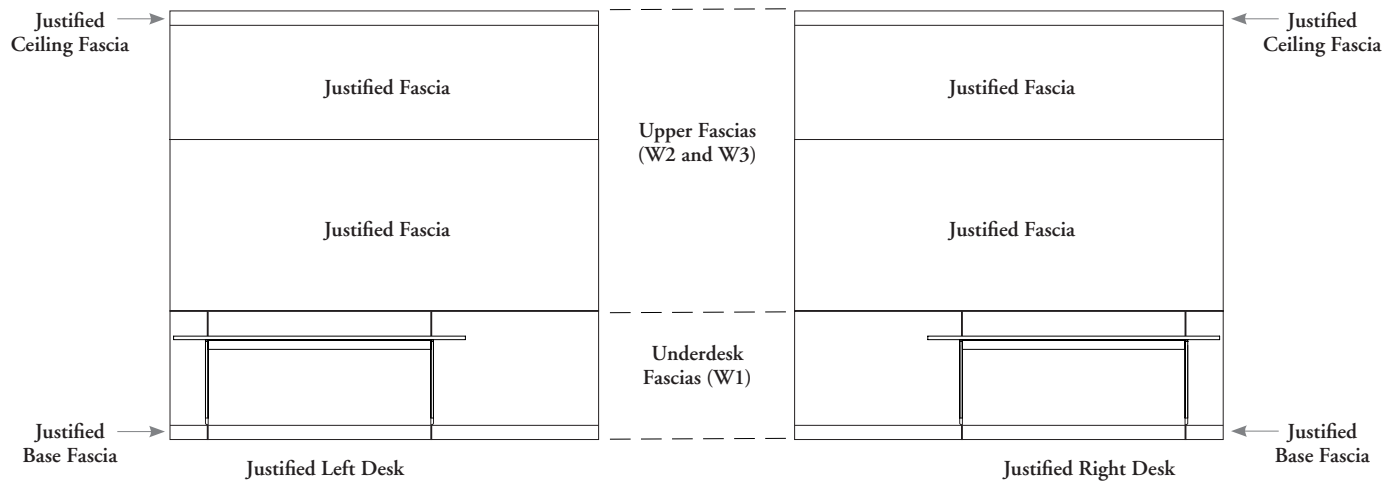 Justified
Ceiling Fascia
Justified Fascia
Justified Fascia
Justified
Base Fascia
Justified Left Desk
Upper Fascias
(W2 and W3)
Underdesk
Fascias (W1)
Justified
Ceiling Fascia
Justified Fascia
Justified Fascia
Justified
Base Fascia
Justified Right Desk